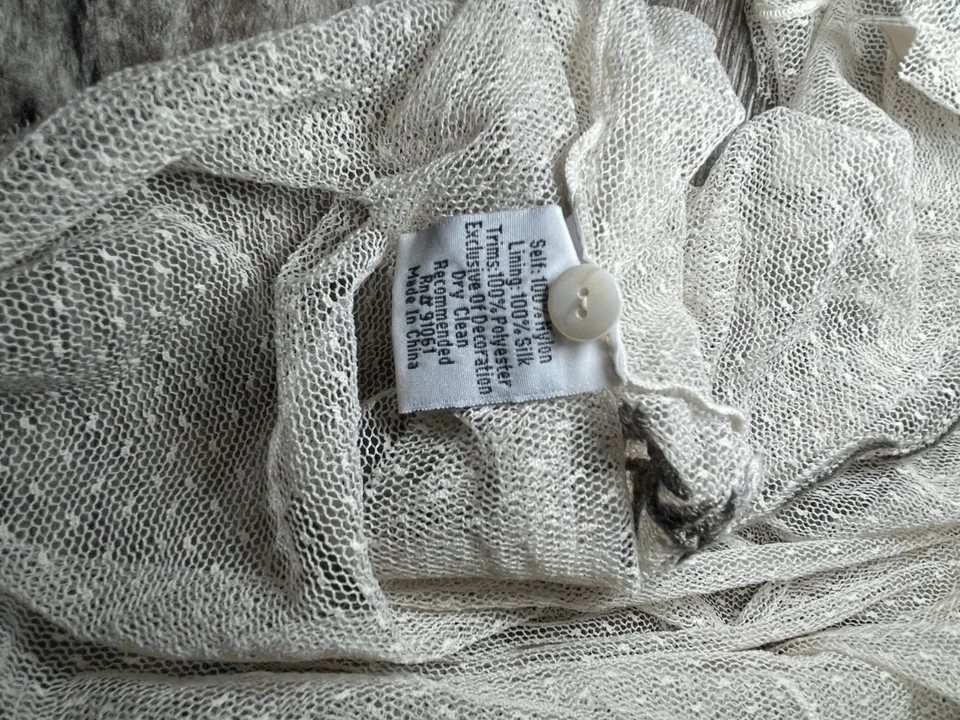 Self: Nylon
Lining: 100% Silk
Trims: 100% Polyester
Exclusive of Decoration
Dry Clean
Recommended
Rn# 91061
Made in China